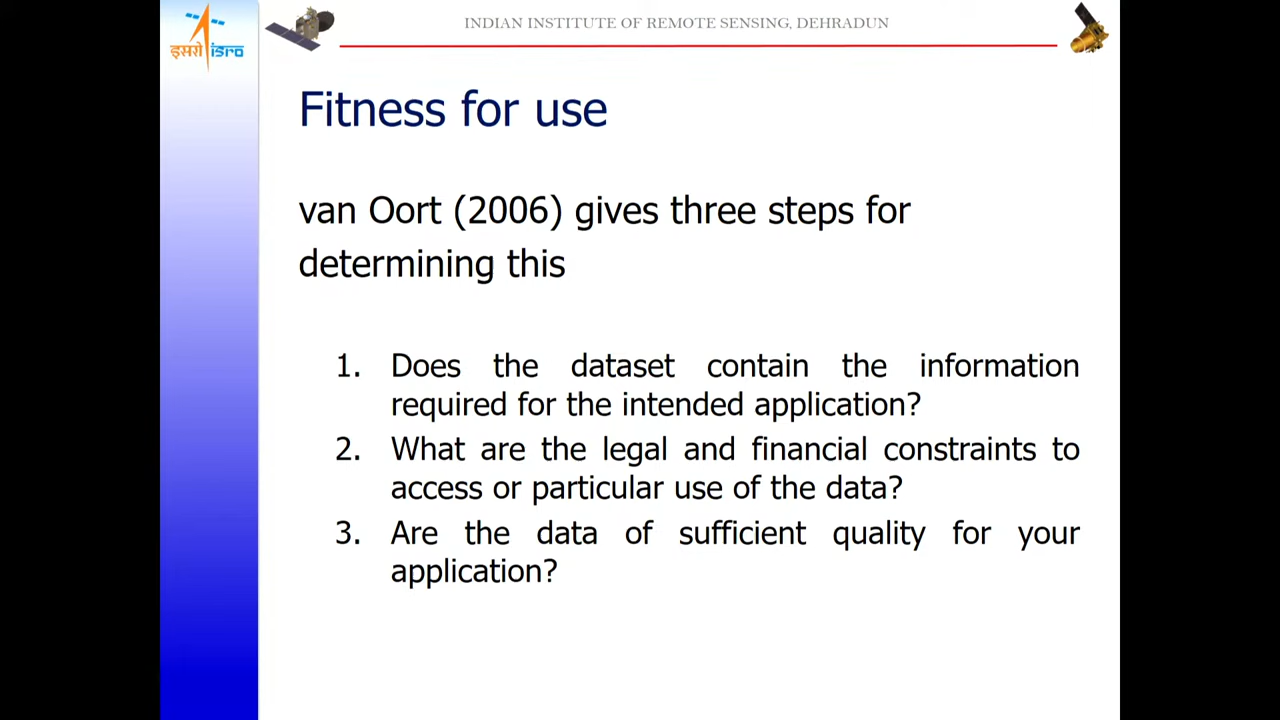 इसरो isro
INDIAN INSTITUTE OF REMOTE SENSING, DEHRADUN
Fitness for use
van Oort (2006) gives three steps for
determining this
1. Does the dataset contain the information
required for the intended application?
2. What are the legal and financial constraints to
access or particular use of the data?
3. Are the data of sufficient quality for your
application?